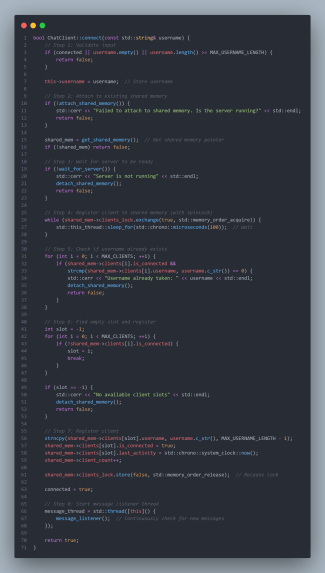 bool ChatClient::connect(const std::string& username) {
// Step 1: Validate input
if (connected || username.empty() || username.length() >= MAX_USERNAME_LENGTH) {
return false;
}
this->username = username; // Store username
// Step 2: Attach to existing shared memory
if (!attach_shared_memory()) {
std::cerr << "Failed to attach to shared memory. Is the server running?" << std::endl;
return false;
}
shared_mem = get_shared_memory(); // Get shared memory pointer
if (!shared_mem) return false;
// Step 3: Wait for server to be ready
if (!wait_for_server()) {
std::cerr << "Server is not running" << std::endl;
detach_shared_memory();
return false;
}
// Step 4: Register client in shared memory (with spinlock)
while (shared_mem->clients_lock.exchange(true, std::memory_order_acquire)) {
std::this_thread::sleep_for(std::chrono::microseconds(100)); // Wait
}
// Step 5: Check if username already exists
for (int i = 0; i < MAX_CLIENTS; ++i) {
if (shared_mem->clients[i].is_connected &&
strcmp(shared_mem->clients[i].username, username.c_str()) == 0) {
std::cerr << "Username already taken: " << username << std::endl;
detach_shared_memory();
return false;
}
}
// Step 6: Find empty slot and register
int slot = -1;
for (int i = 0; i < MAX_CLIENTS; ++i) {
if (!shared_mem->clients[i].is_connected) {
slot = i;
break;
}
}
if (slot == -1) {
std::cerr << "No available client slots" << std::endl;
detach_shared_memory();
return false;
}
// Step 7: Register client
strncpy(shared_mem->clients[slot].username, username.c_str(), MAX_USERNAME_LENGTH - 1);
shared_mem->clients[slot].is_connected = true;
shared_mem->clients[slot].last_activity = std::chrono::system_clock::now();
shared_mem->client_count++;
shared_mem->clients_lock.store(false, std::memory_order_release); // Release lock
connected = true;
// Step 8: Start message listener thread
message_thread = std::thread([this]() {
message_listener(); // Continuously check for new messages
});
return true;
}